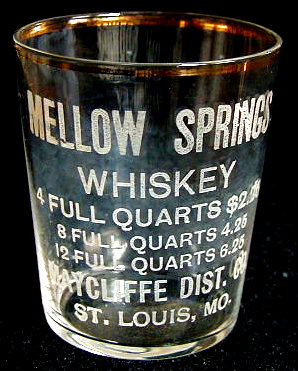 MELLOW SPRINGS
WHISKEY
4 FULL QUARTS
8 FULL QUARTS 4.25
12 FULL QUARTS 6.25
DIST.
ST. LOUIS, MO.